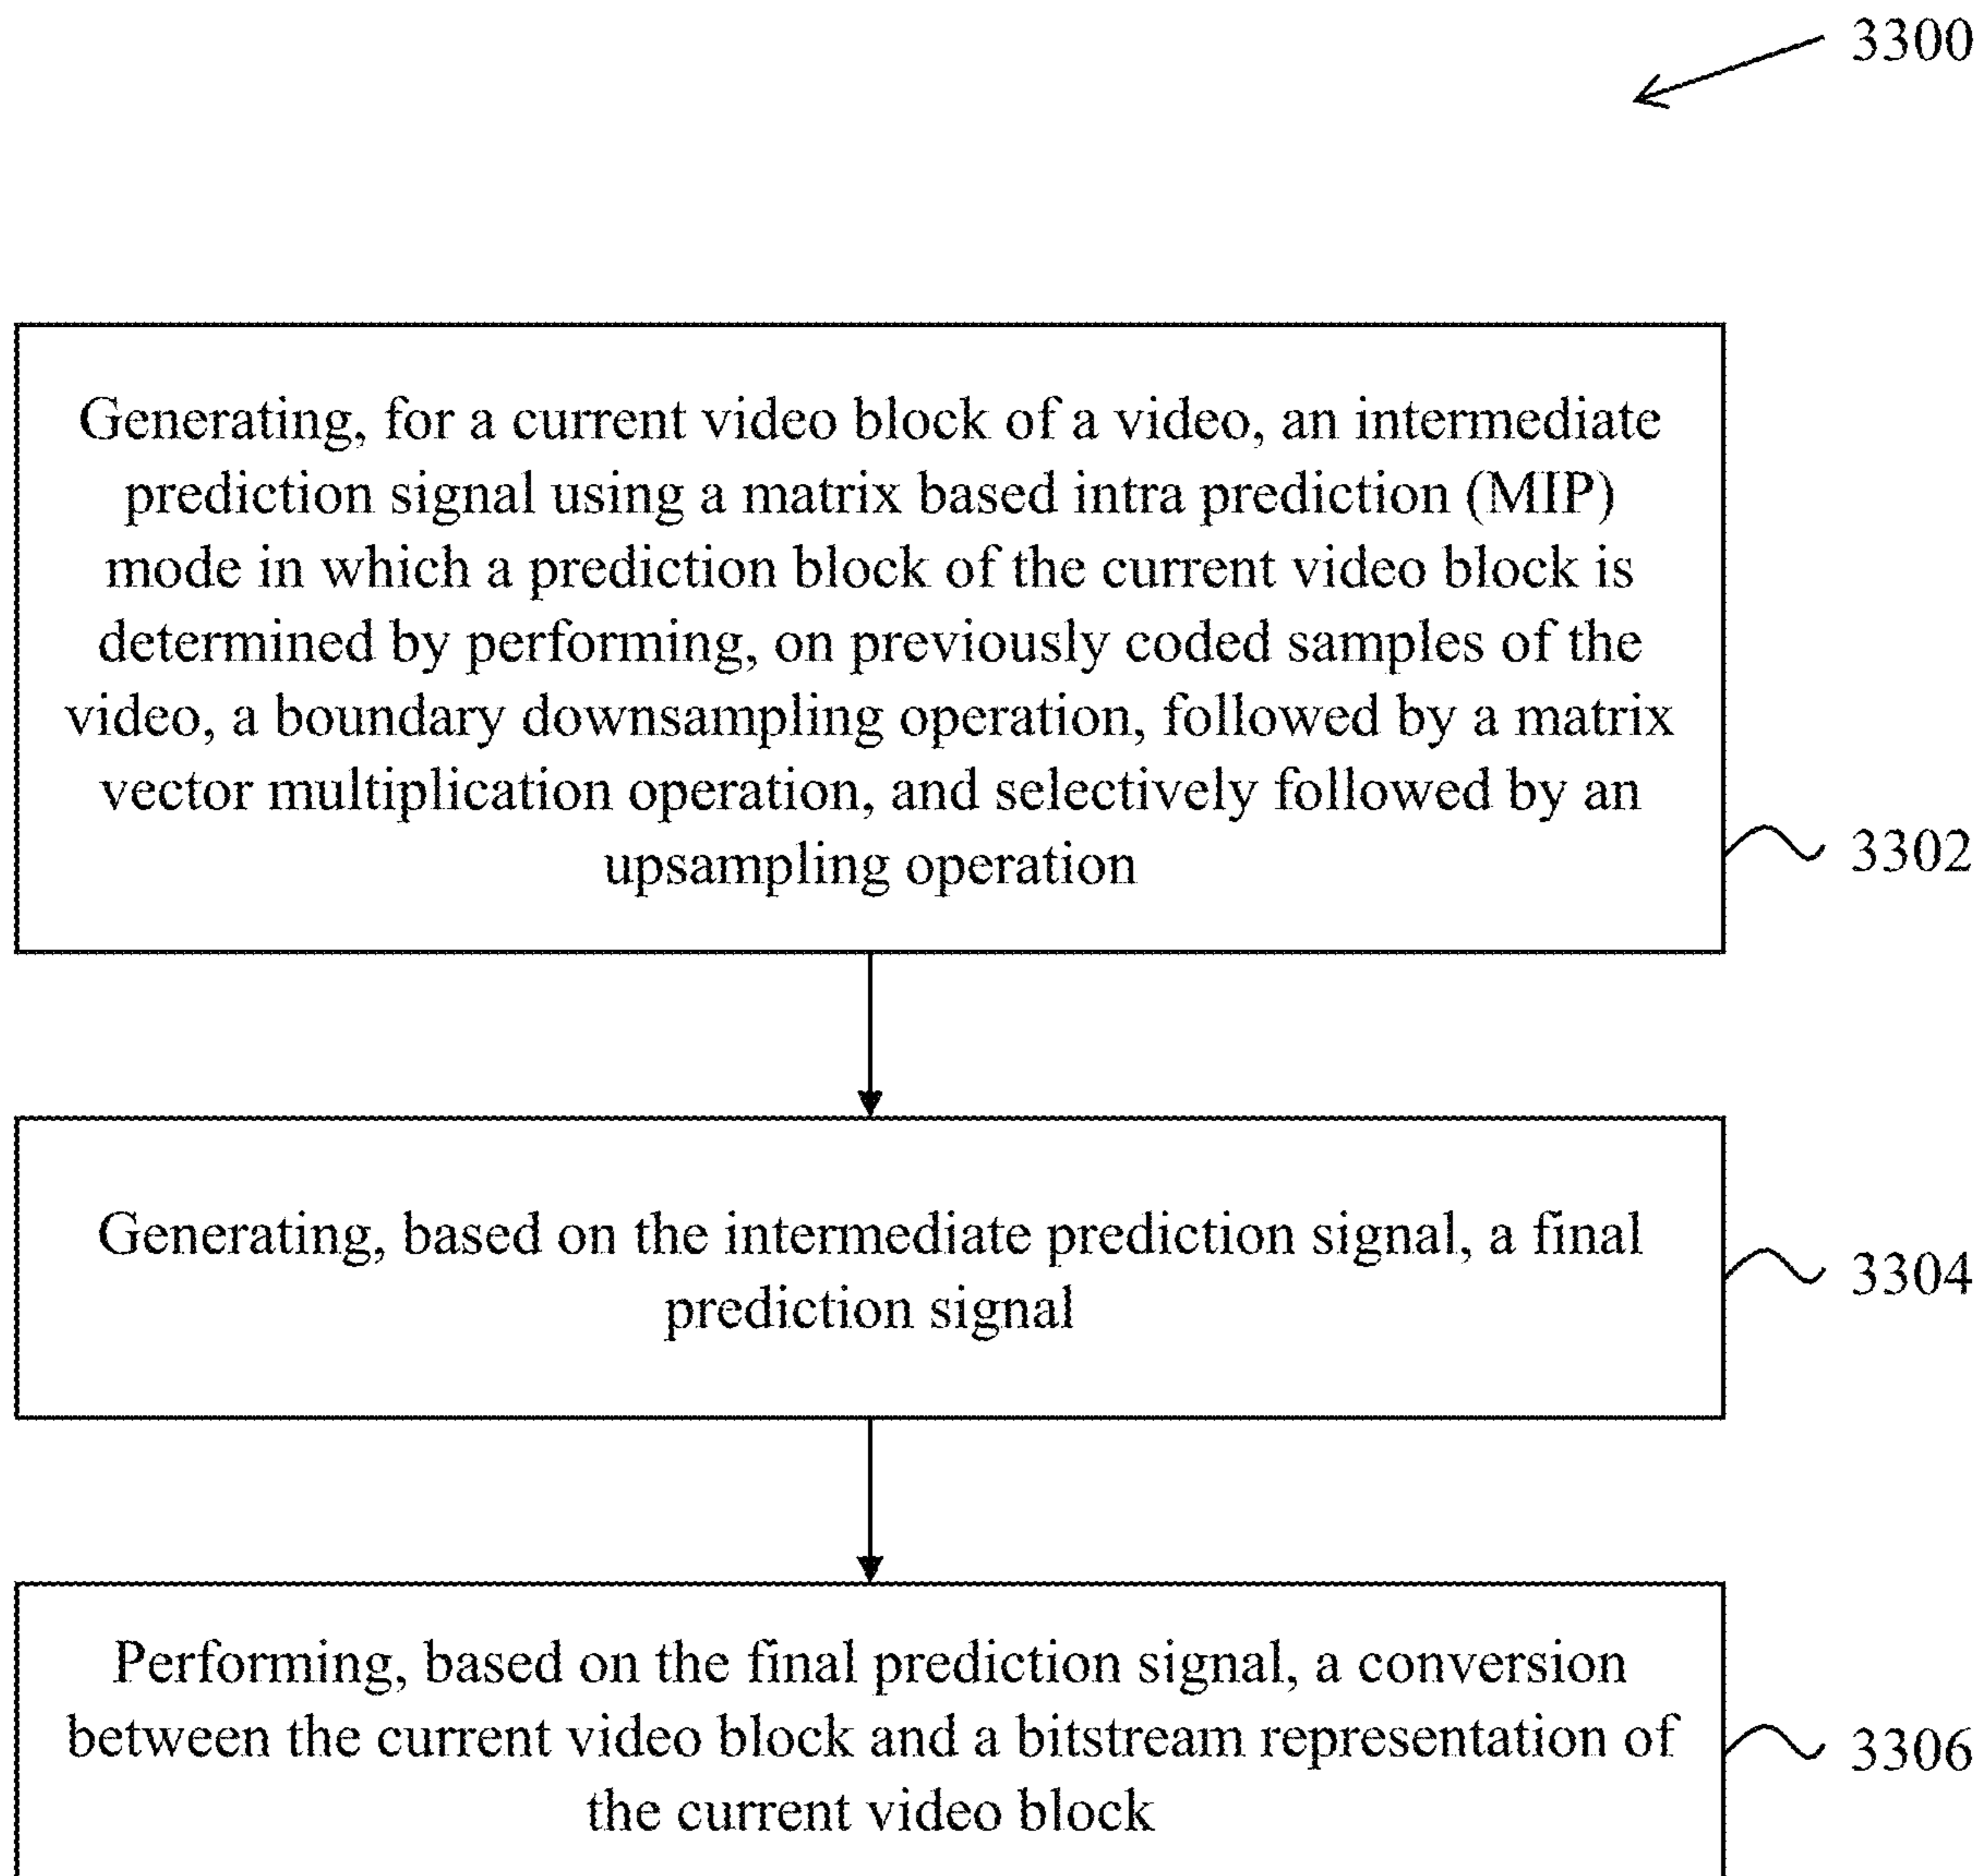 3300
Generating, for a current video block of a video, an intermediate
prediction signal using a matrix based intra prediction (MIP)
mode in which a prediction block of the current video block is
determined by performing, on previously coded samples of the
video, a boundary downsampling operation, followed by a matrix
vector multiplication operation, and selectively followed by an
upsampling operation
3302
Generating, based on the intermediate prediction signal, a final
prediction signal
3304
Performing, based on the final prediction signal, a conversion
between the current video block and a bitstream representation of
the current video block
3306